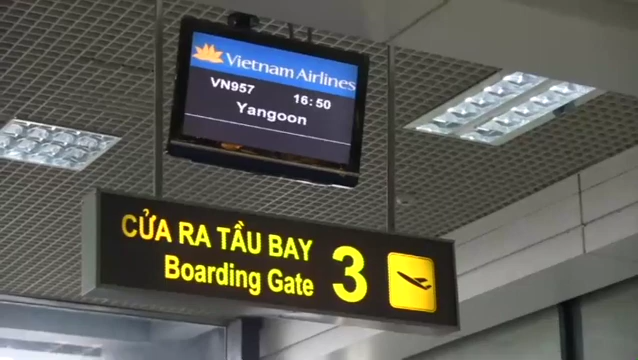 Vietnam Airlines
VN957 16:50
Yangoon
CỬA RA TẦU BAY
Boarding Gate 3